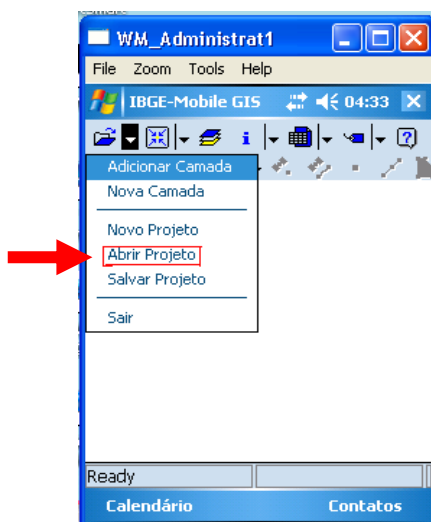 WM_Administrat1
File Zoom Tools Help
IBGE-Mobile GIS 04:33
Adicionar Camada
Nova Camada
Novo Projeto
Abrir Projeto
Salvar Projeto
Sair
Ready
Calendário Contatos